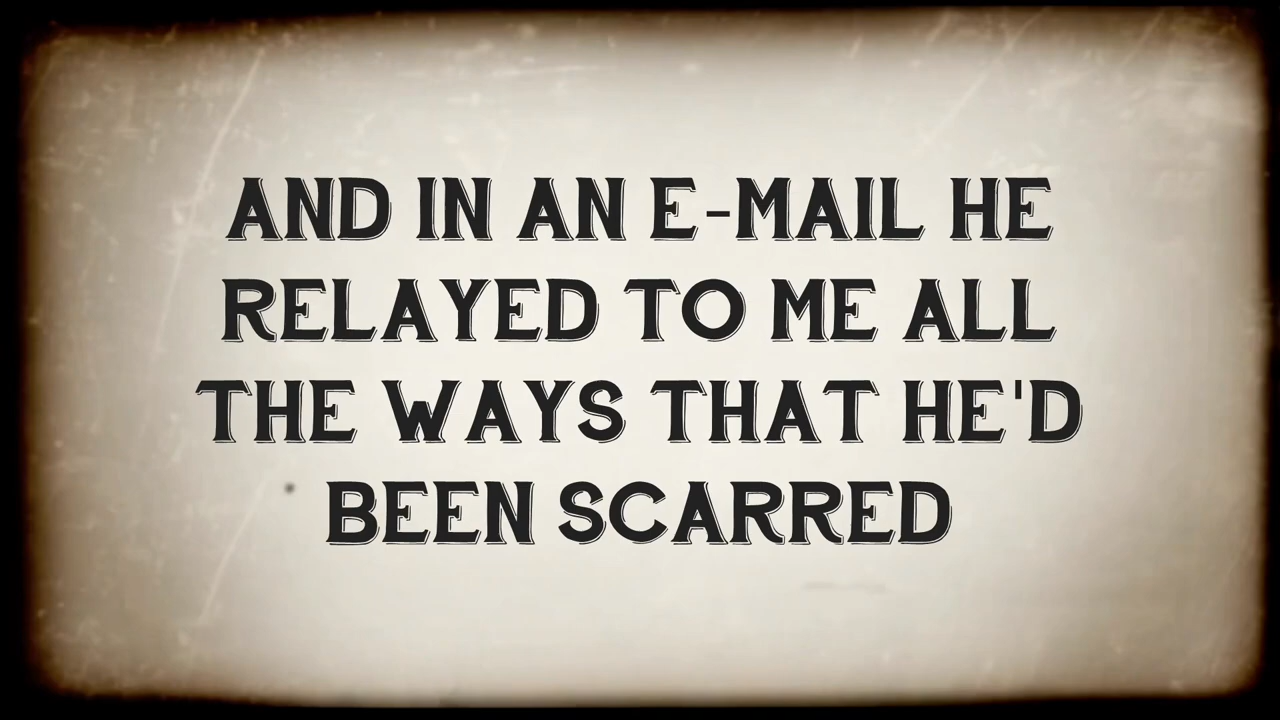 AND IN AN E-MAIL HE
RELAYED TO ME ALL
THE WAYS THAT HE'D
BEEN SCARRED